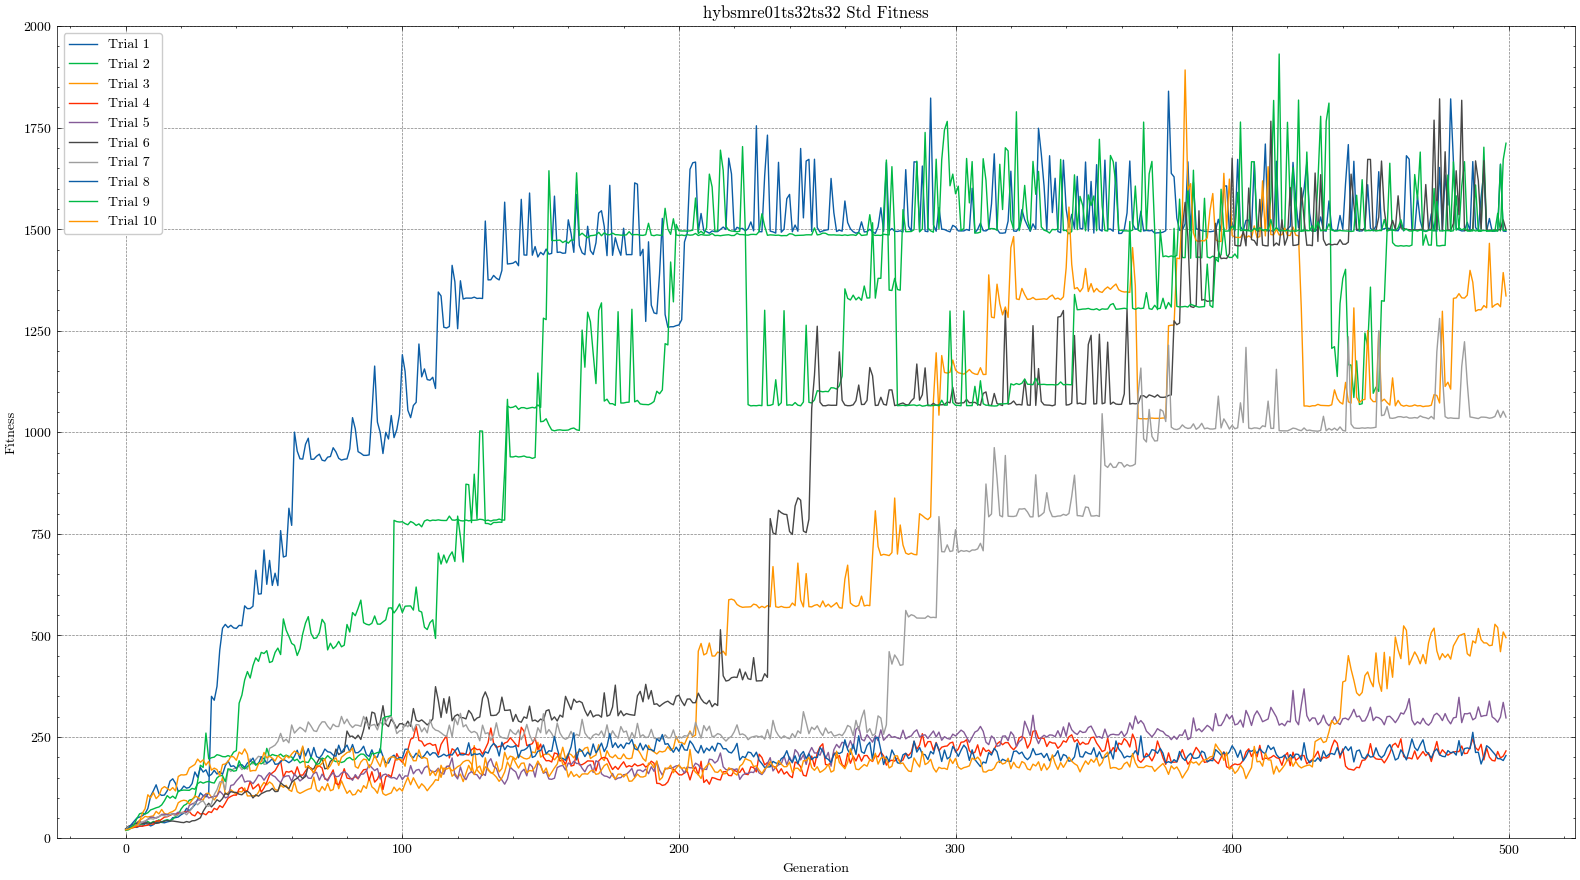 hybsmre01ts32ts32 Std Fitness
2000
1750
1500
1250
1000
750
500
250
0
Fitness
Trial 1
Trial 2
Trial 3
Trial 4
Trial 5
Trial 6
Trial 7
Trial 8
Trial 9
Trial 10
0
100
200
300
400
500
Generation